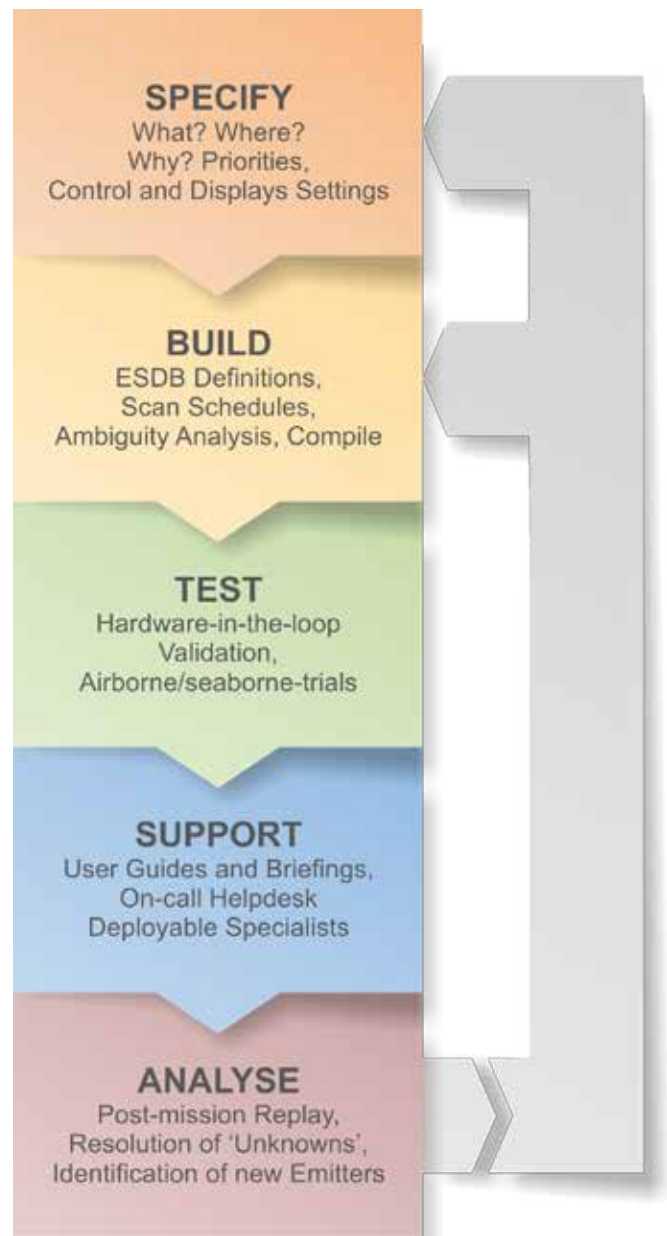 SPECIFY
What? Where?
Why? Priorities,
Control and Displays Settings
BUILD
ESDB Definitions,
Scan Schedules,
Ambiguity Analysis, Compile
TEST
Hardware-in-the-loop
Validation,
Airborne/seaborne-trials
SUPPORT
User Guides and Briefings,
On-call Helpdesk
Deployable Specialists
ANALYSE
Post-mission Replay,
Resolution of ‘Unknowns’,
Identification of new Emitters